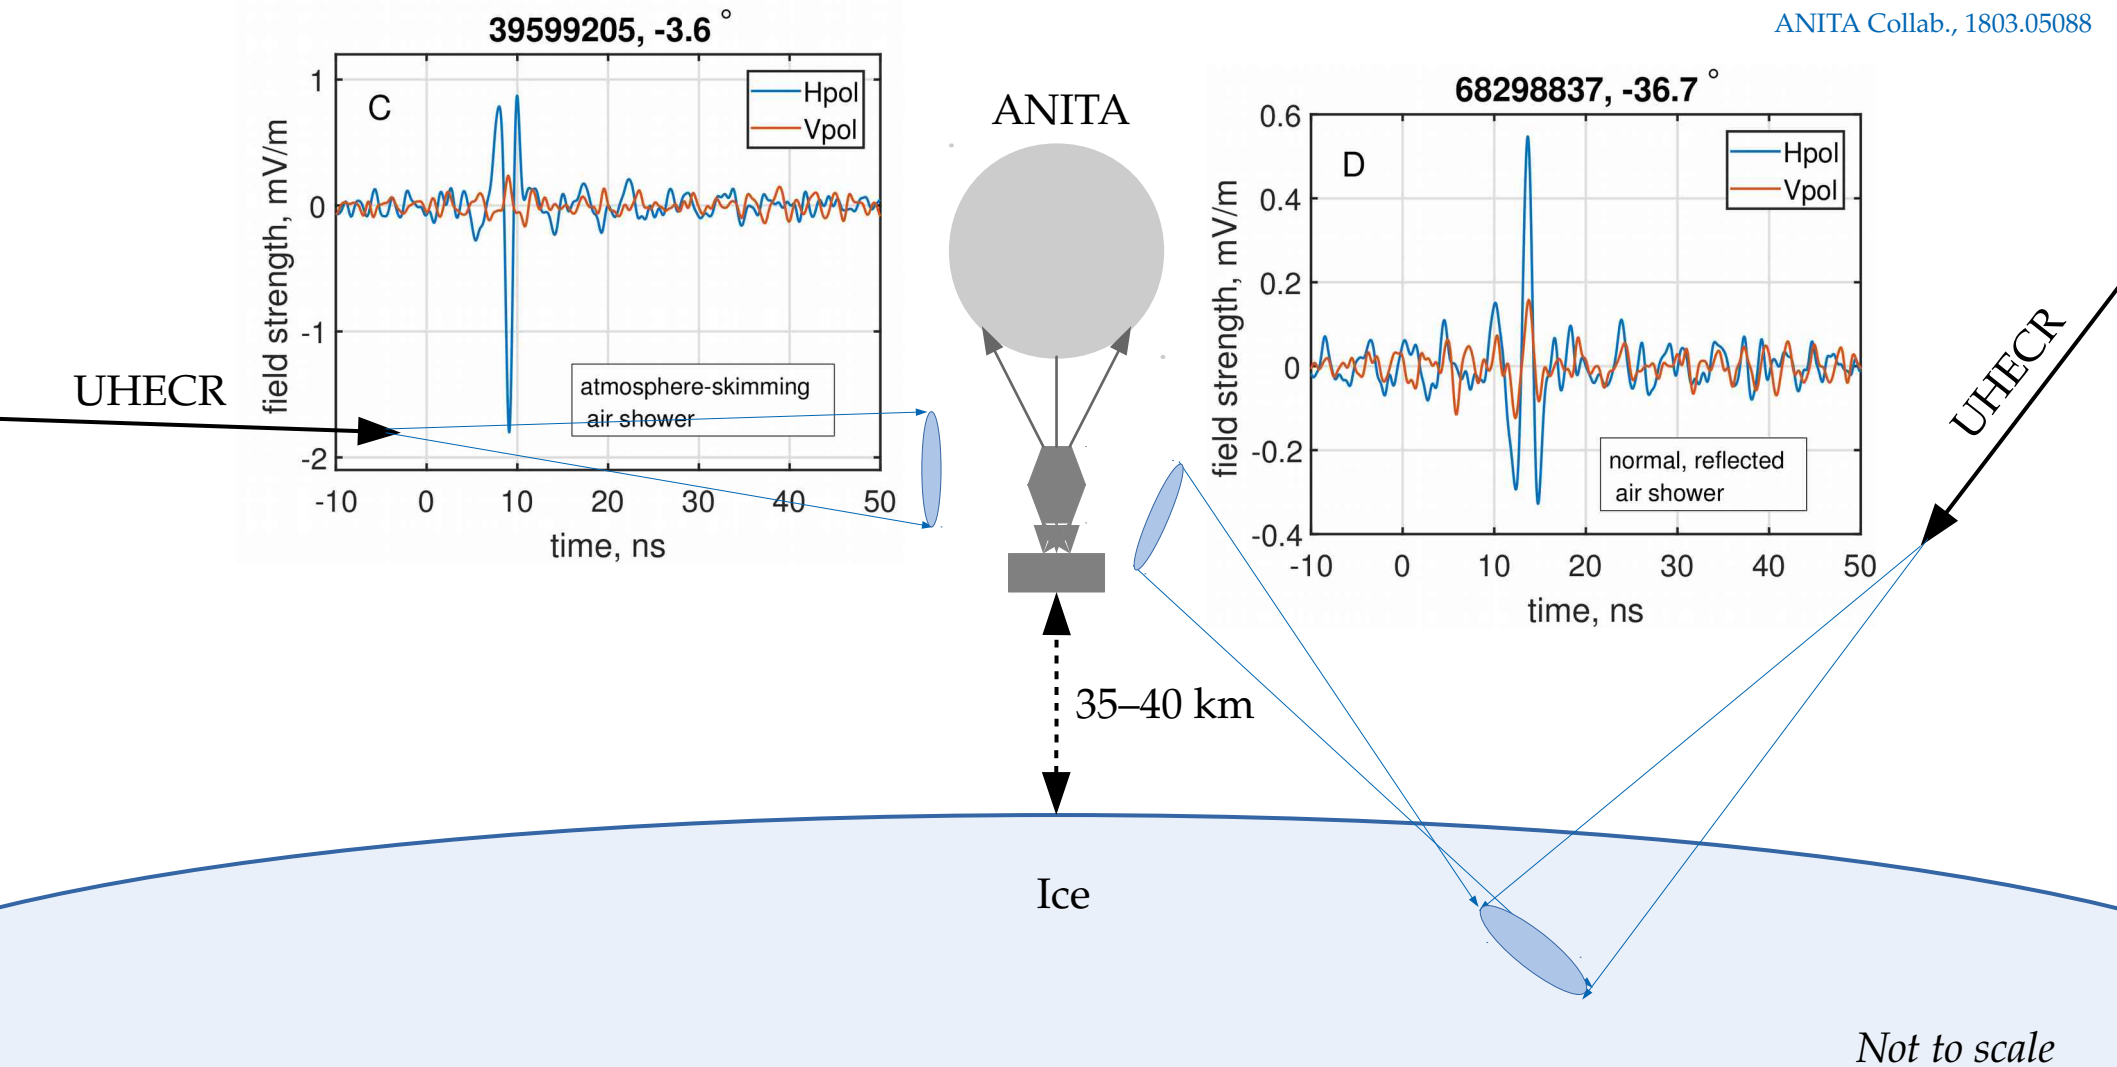 ANITA Collab., 1803.05088
39599205, -3.6 °
C
Hpol
Vpol
1
0
-1
-2
field strength, mV/m
atmosphere-skimming
air shower
-10 0 10 20 30 40 50
time, ns
UHECR
ANITA
68298837, -36.7 °
D
Hpol
Vpol
0.6
0.4
0.2
0
-0.2
-0.4
field strength, mV/m
normal, reflected
air shower
-10 0 10 20 30 40 50
time, ns
UHECR
35–40 km
Ice
Not to scale